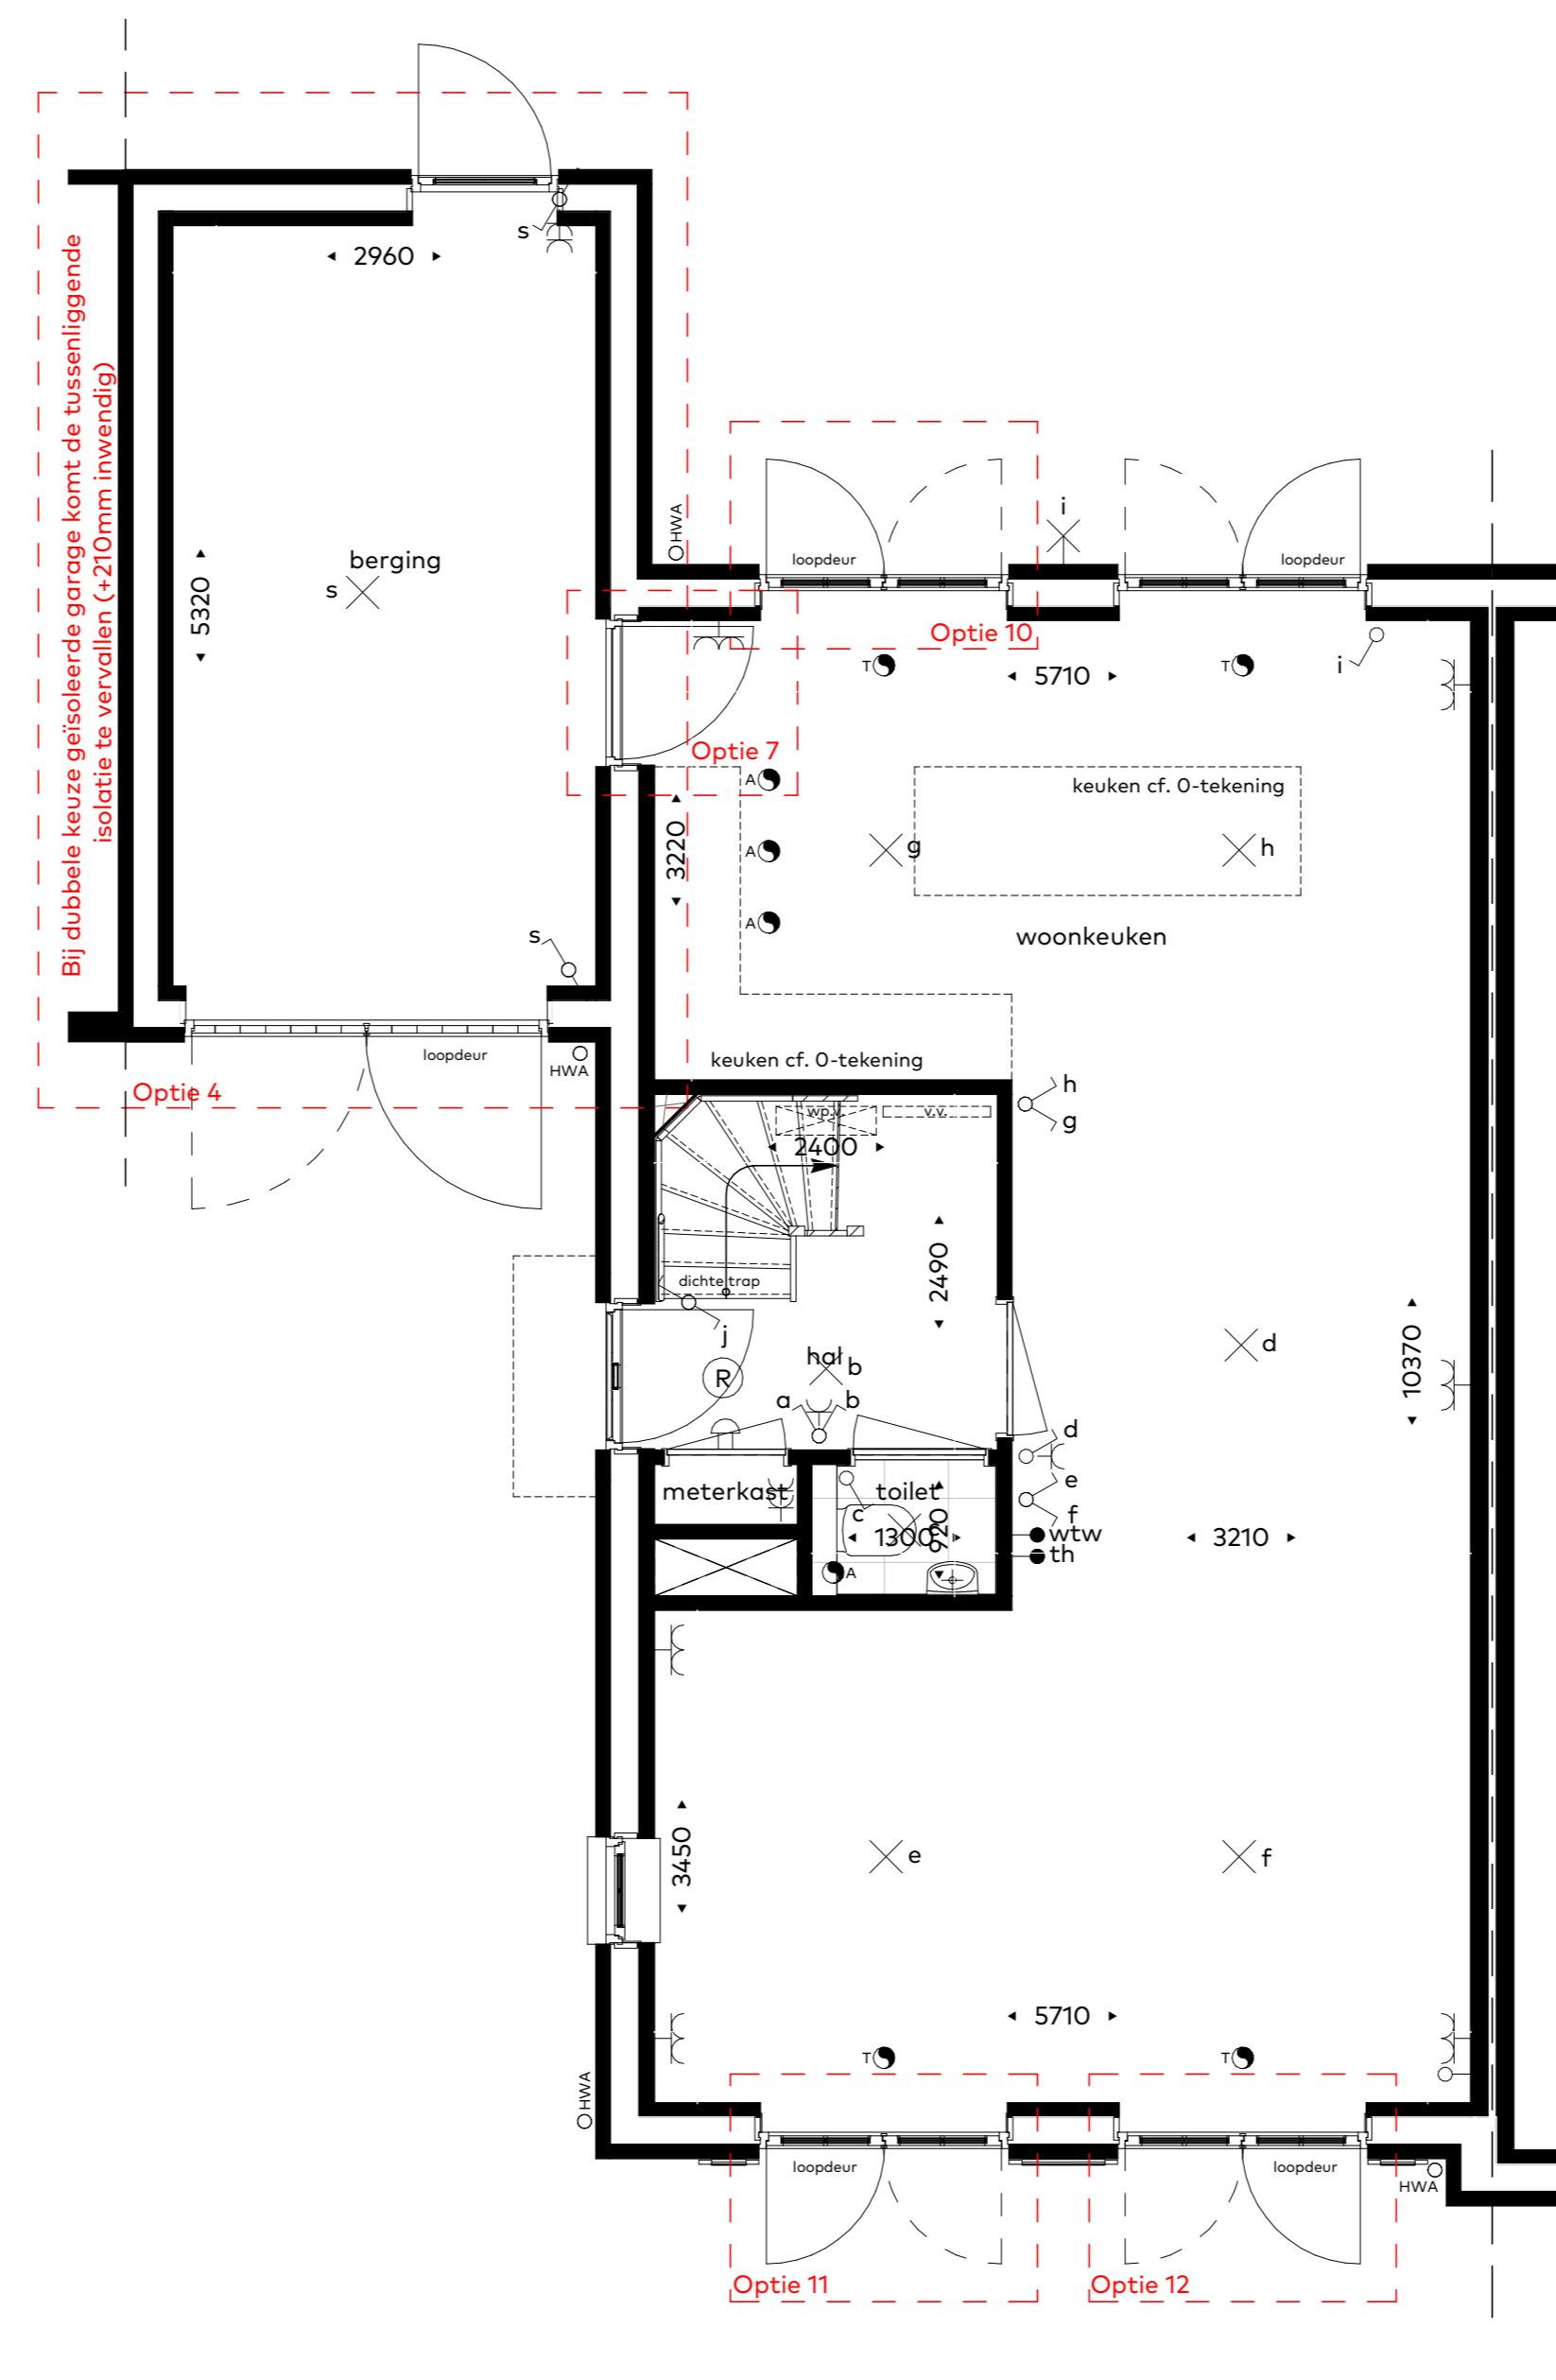 s
2960
Bij dubbele keuze geïsoleerde garage komt de tussenliggende
isolatie te vervallen (+210mm inwendig)
HWA
i
berging
s
5320
loopdeur
loopdeur
Optie 10
T
5710
T
i
Optie 7
A
keuken cf. 0-tekening
3220
A
g
h
A
s
woonkeuken
loopdeur
HWA
keuken cf. 0-tekening
Optie 4
h
g
wp.v.
v.v.
2400
2490
dichte trap
j
d
10370
hal
b
R
a
b
d
meterkast
toilet
e
c
f
1300
920
wtw
th
3210
A
3450
e
f
5710
T
T
HWA
loopdeur
loopdeur
HWA
Optie 11
Optie 12